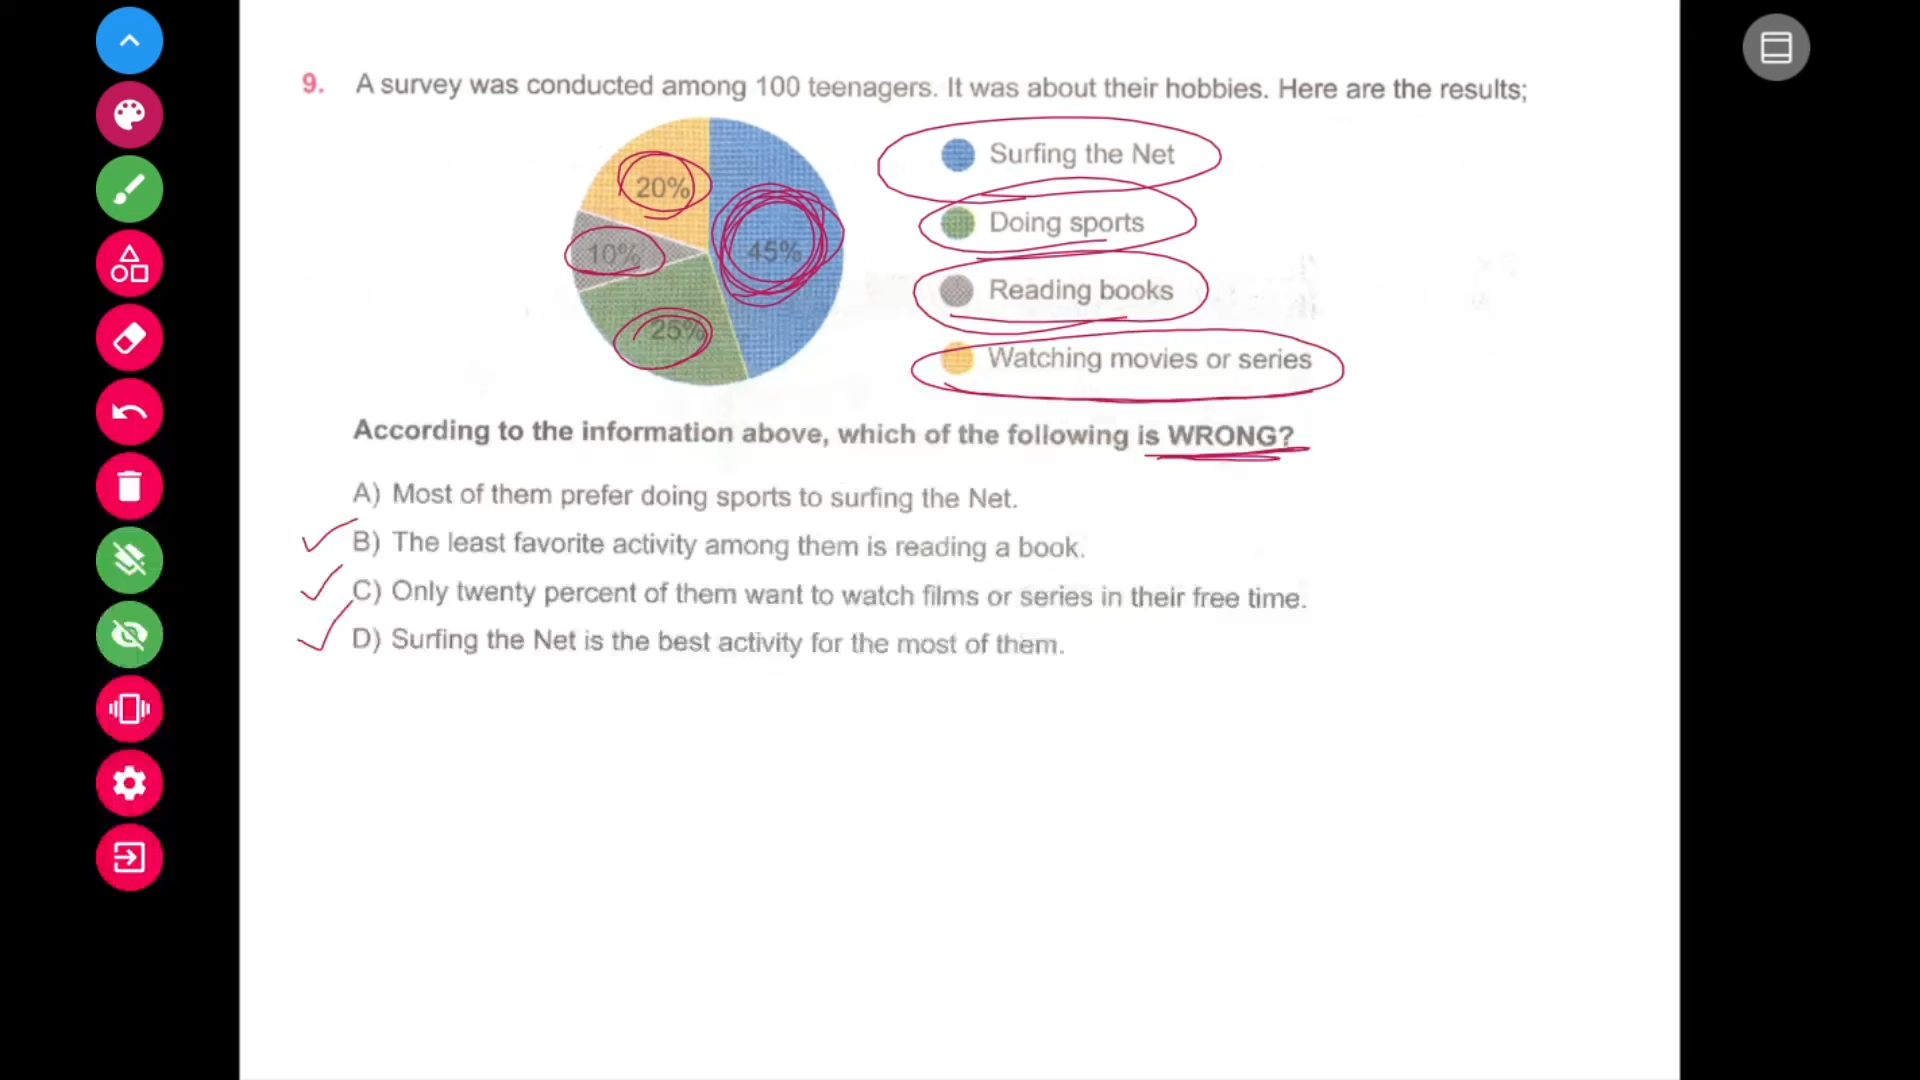 9. A survey was conducted among 100 teenagers. It was about their hobbies. Here are the results;
20%
10%
45%
25%
Surfing the Net
Doing sports
Reading books
Watching movies or series
According to the information above, which of the following is WRONG?
A) Most of them prefer doing sports to surfing the Net.
B) The least favorite activity among them is reading a book.
C) Only twenty percent of them want to watch films or series in their free time.
D) Surfing the Net is the best activity for the most of them.